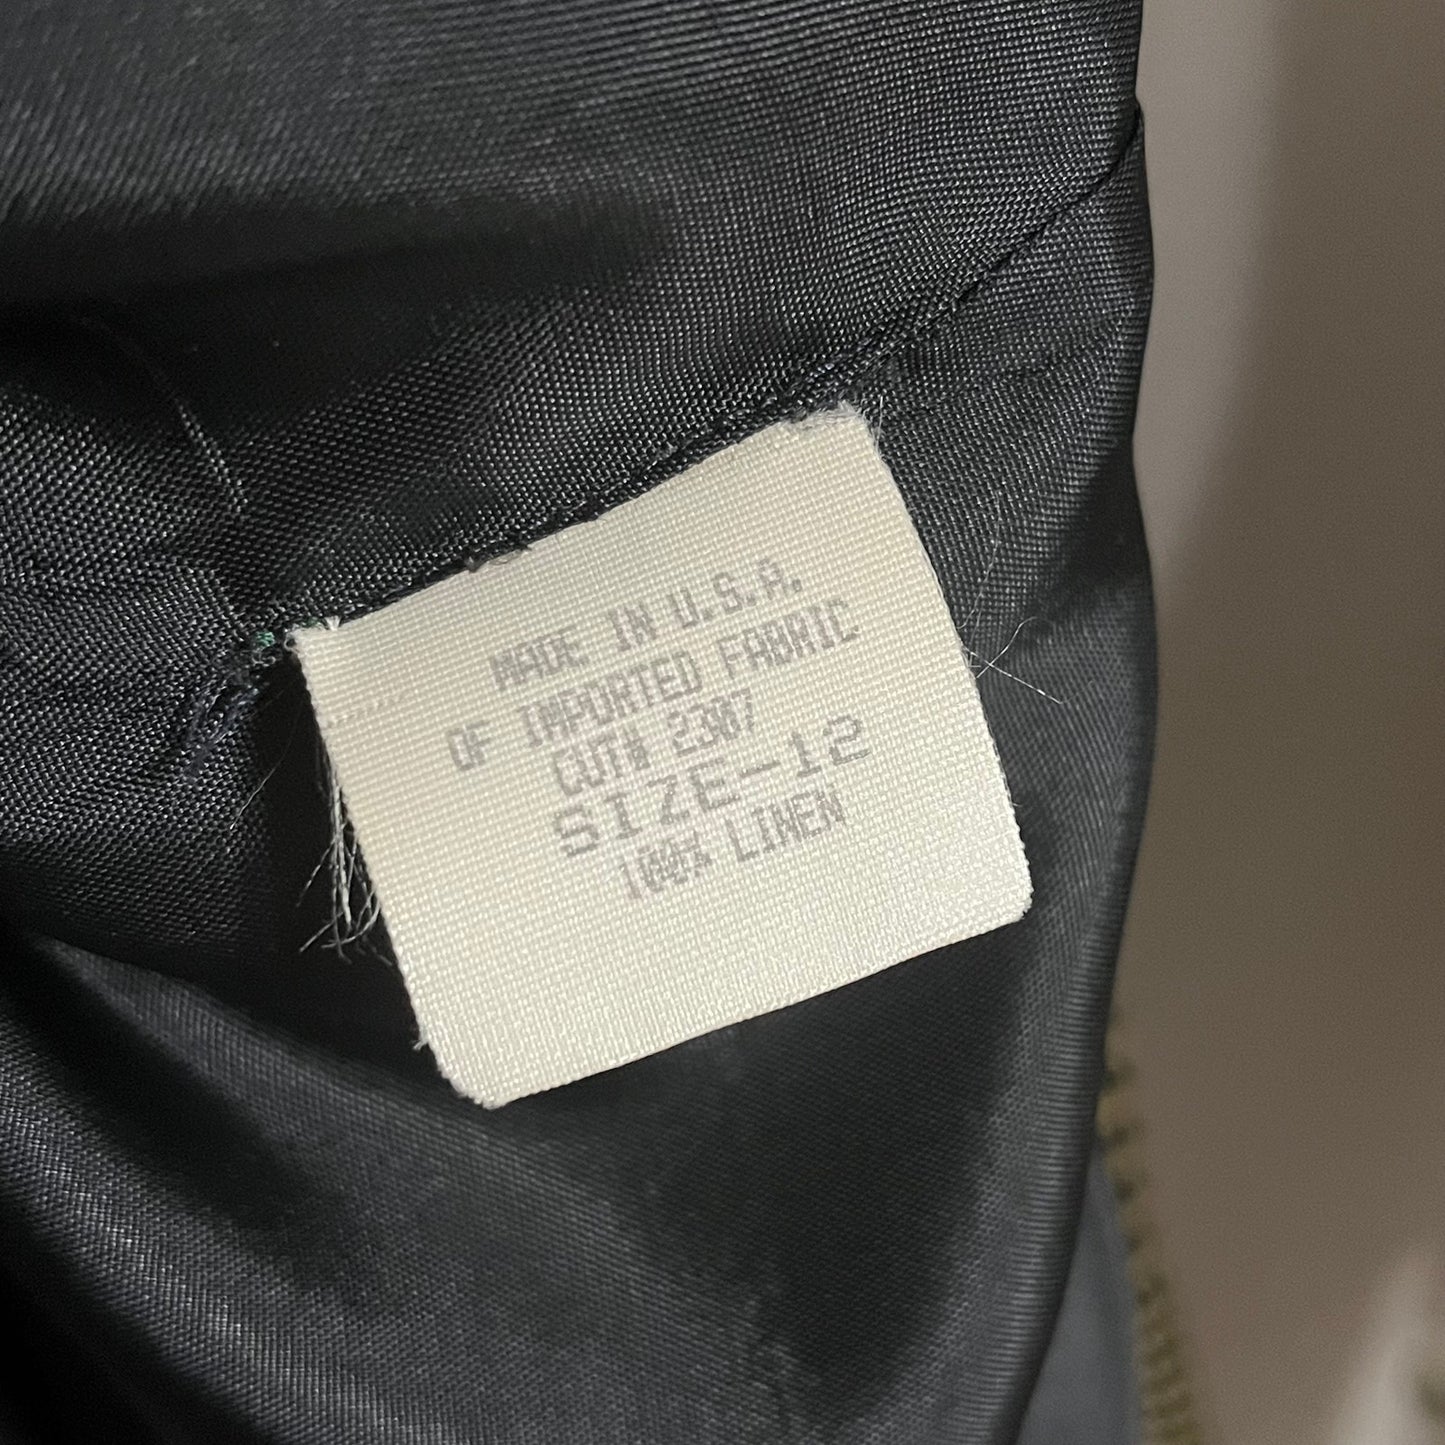 MADE IN U.S.A.
OF IMPORTED FABRIC
CUT# 2307
SIZE-12
100% LINEN